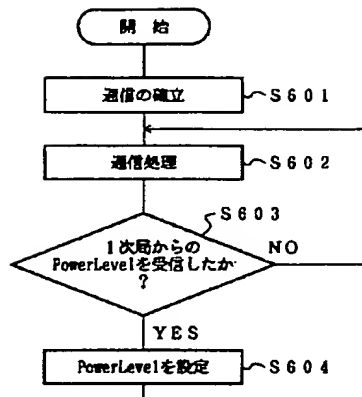 開 始
通信の確立
S601
通信処理
S602
S603
1次局からの
PowerLevelを受信したか
?
NO
YES
PowerLevelを設定
S604